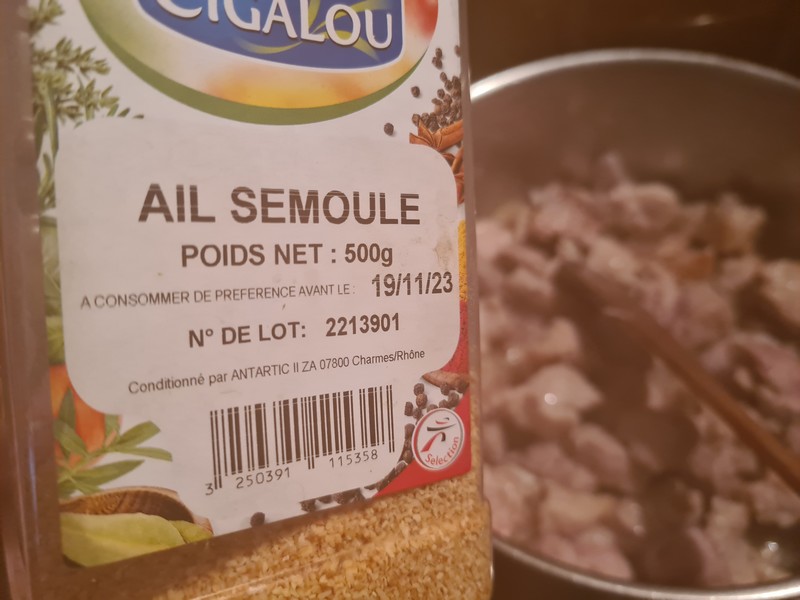 CIGALOU
AIL SEMOULE
POIDS NET : 500g
A CONSOMMER DE PREFERENCE AVANT LE : 19/11/23
N° DE LOT: 2213901
Conditionné par ANTARTIC II ZA 07800 Charmes/Rhône
3 250391 115358
Sélection